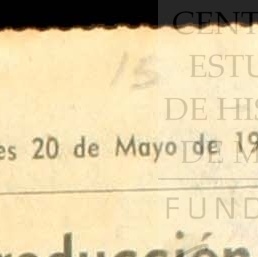 15
es 20 de Mayo de 19
roducción
CENT
ESTU
DE HIS
DE M
FUND